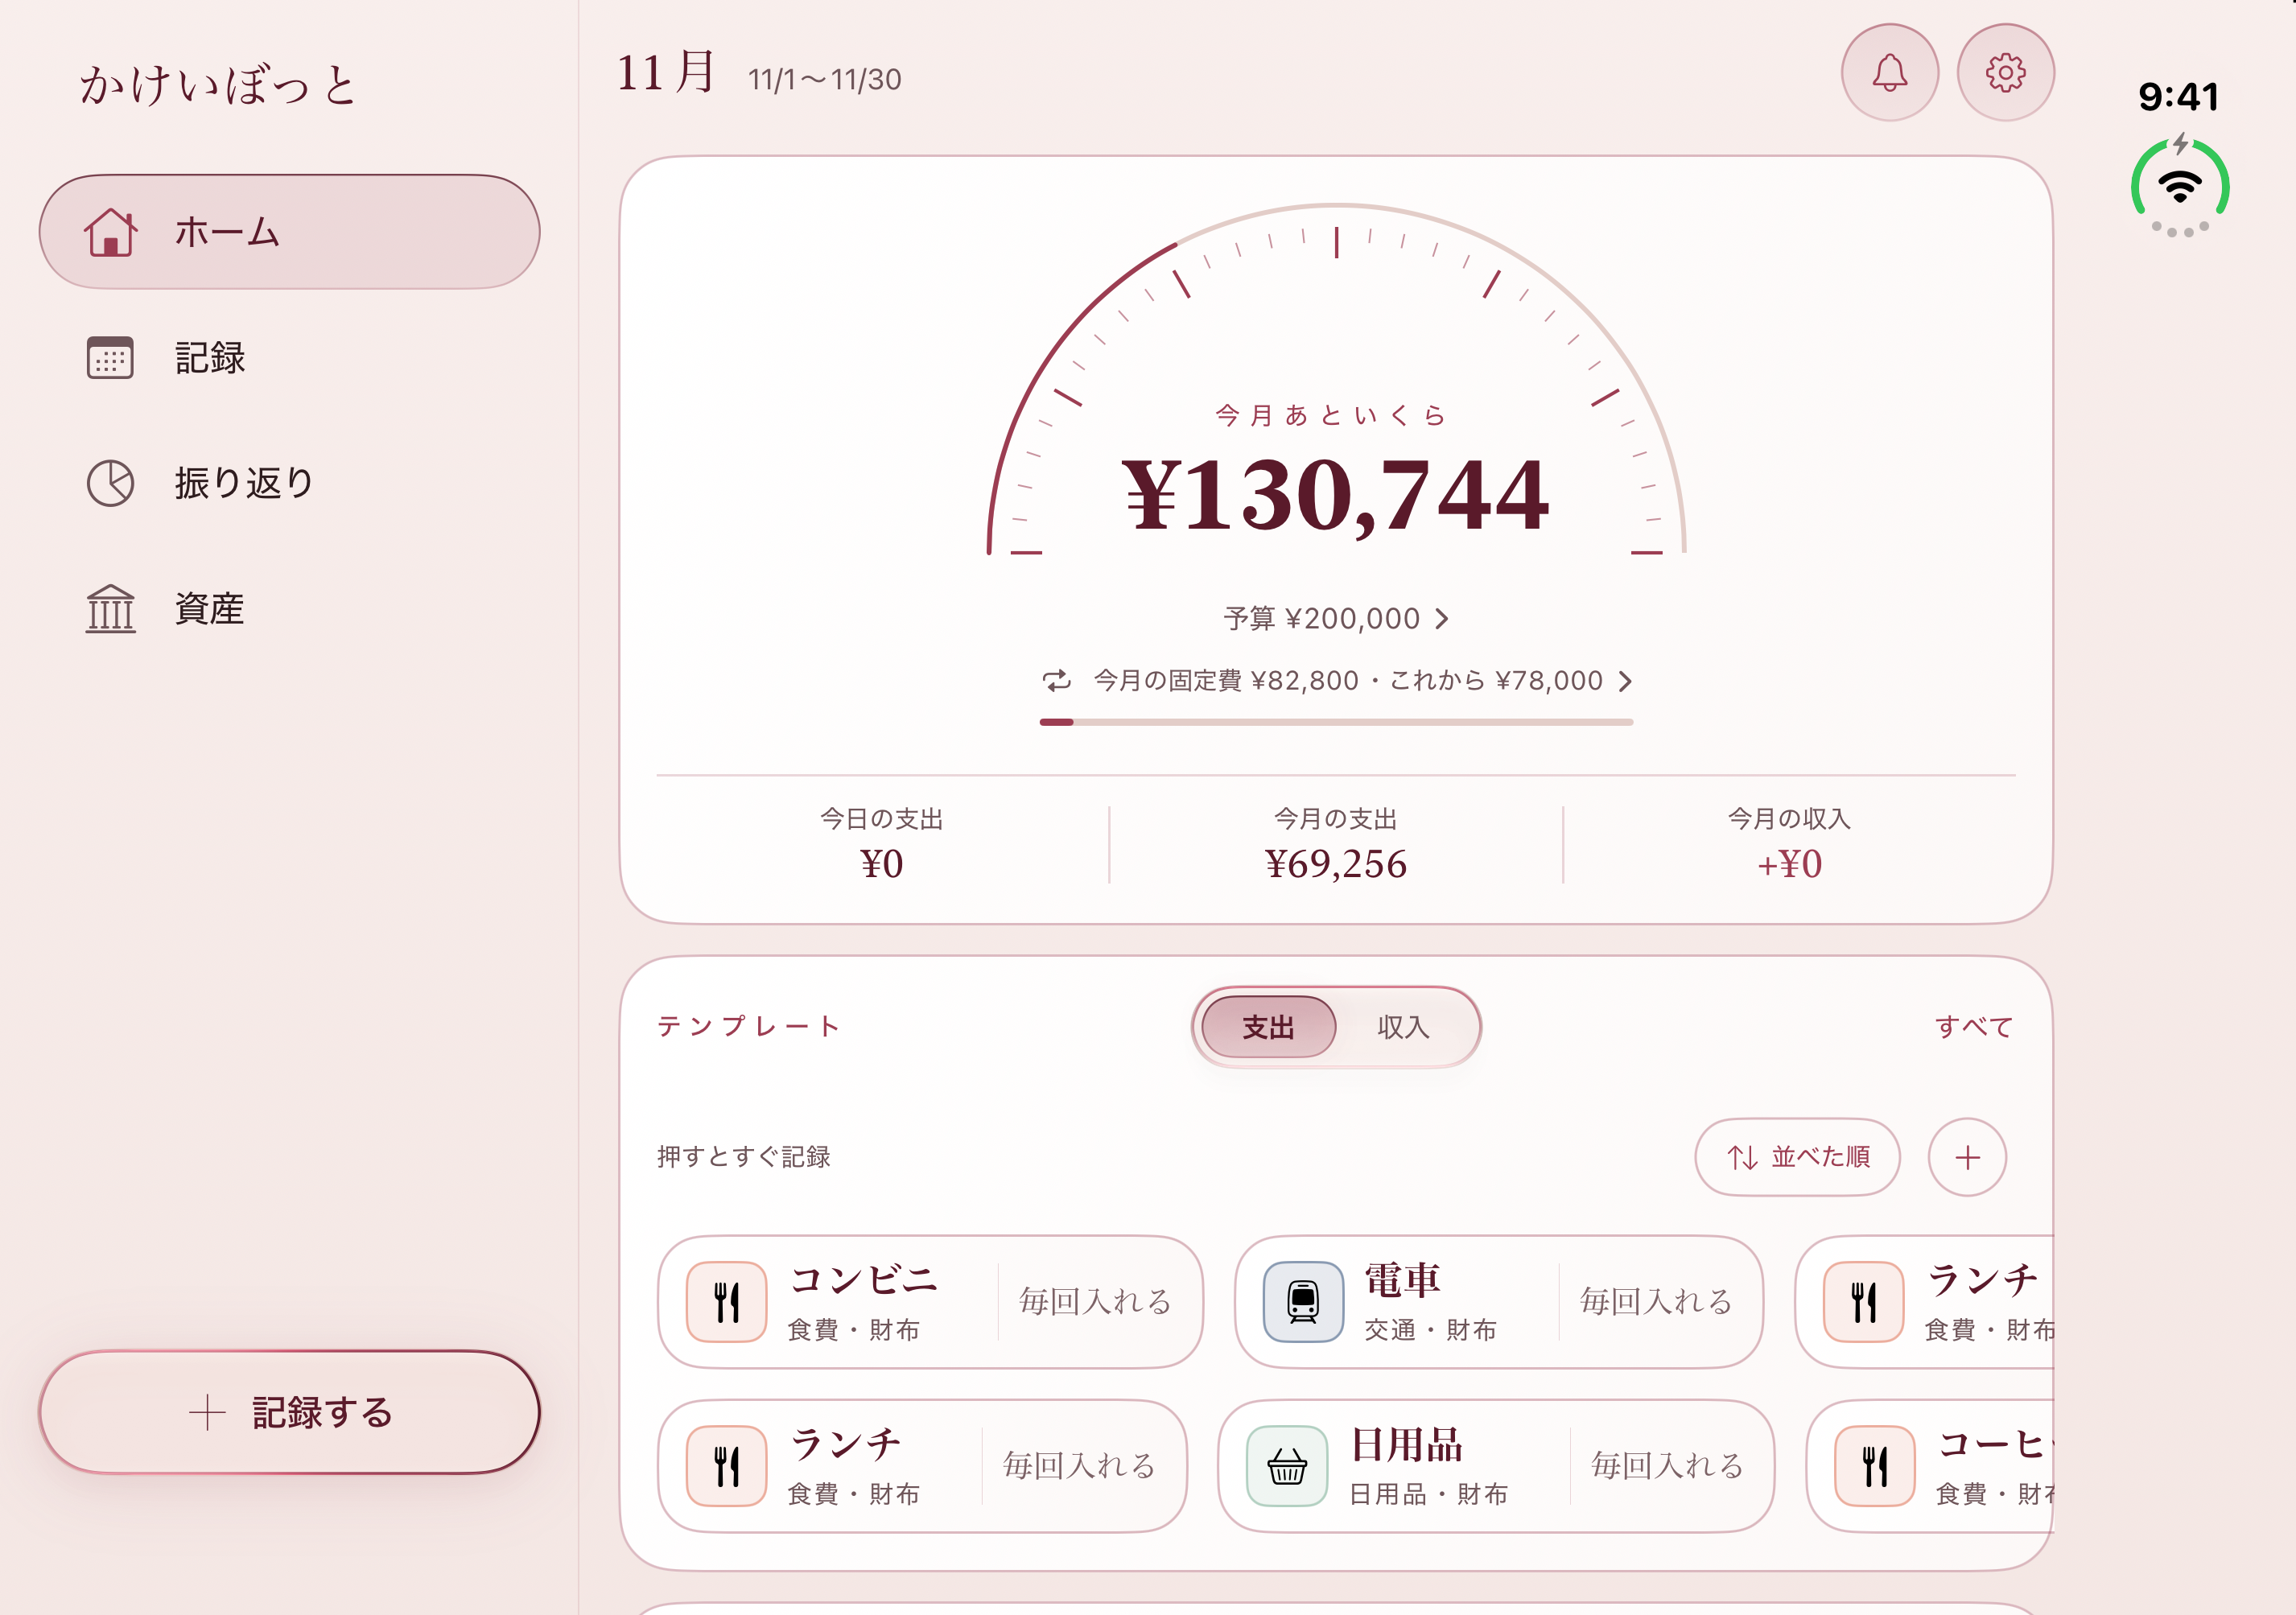 かけいぼっと
ホーム
記録
振り返り
資産
記録する
11月 11/1〜11/30
9:41
今月あといくら
¥130,744
予算 ¥200,000
今月の固定費 ¥82,800・これから ¥78,000
今日の支出
¥0
今月の支出
¥69,256
今月の収入
+¥0
テンプレート
支出
収入
すべて
押すとすぐ記録
並べた順
コンビニ
食費・財布
毎回入れる
電車
交通・財布
毎回入れる
ランチ
食費・財布
ランチ
食費・財布
毎回入れる
日用品
日用品・財布
毎回入れる
コーヒ
食費・財